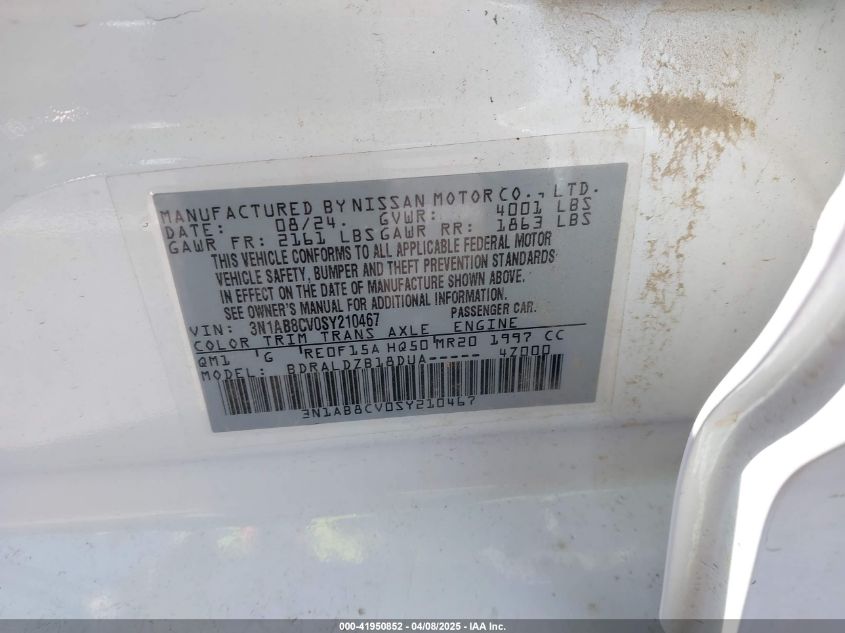 MANUFACTURED BY NISSAN MOTOR CO., LTD.
DATE: 08/24. GVWR: 4001 LBS
GAWR FR: 2161 LBS GAWR RR: 1863 LBS
THIS VEHICLE CONFORMS TO ALL APPLICABLE FEDERAL MOTOR
VEHICLE SAFETY, BUMPER AND THEFT PREVENTION STANDARDS
IN EFFECT ON THE DATE OF MANUFACTURE SHOWN ABOVE.
SEE OWNER'S MANUAL FOR ADDITIONAL INFORMATION.
VIN: 3N1AB8CV0SY210467 PASSENGER CAR.
COLOR TRIM TRANS AXLE ENGINE
QM1 'G RE0F15A HQ50 MR20 1997 CC
MODEL: BDRALDZB18DUA----- 4Z000
3N1AB8CV0SY210467
000-41950852 - 04/08/2025 - IAA Inc.